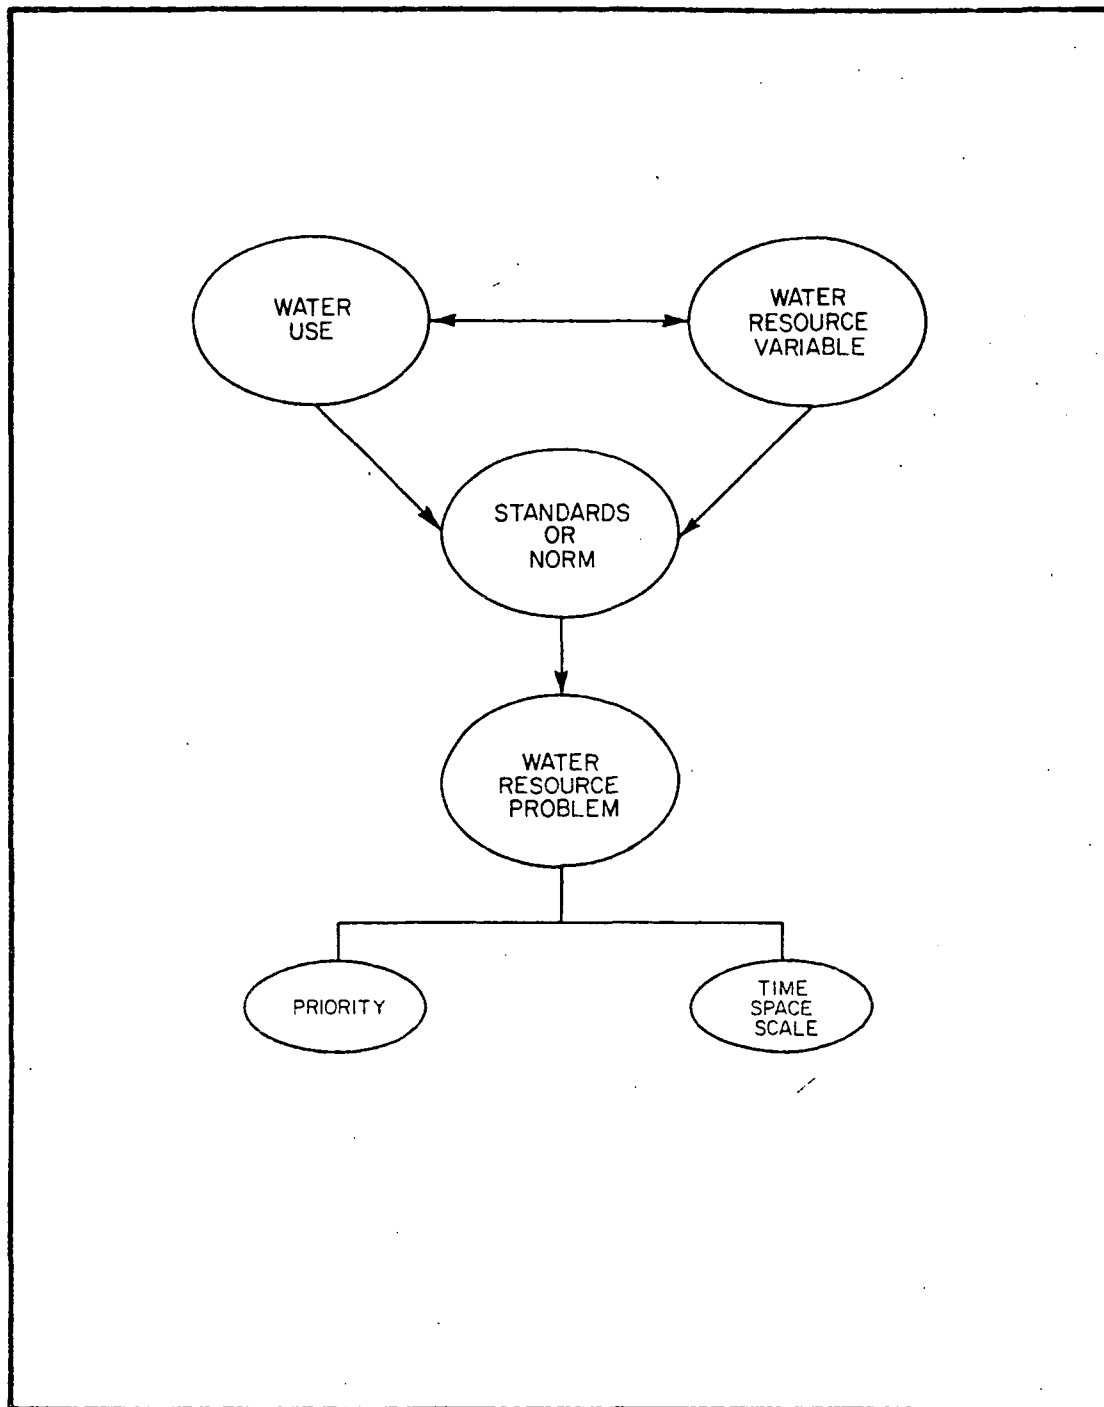 WATER
USE
WATER
RESOURCE
VARIABLE
STANDARDS
OR
NORM
WATER
RESOURCE
PROBLEM
PRIORITY
TIME
SPACE
SCALE